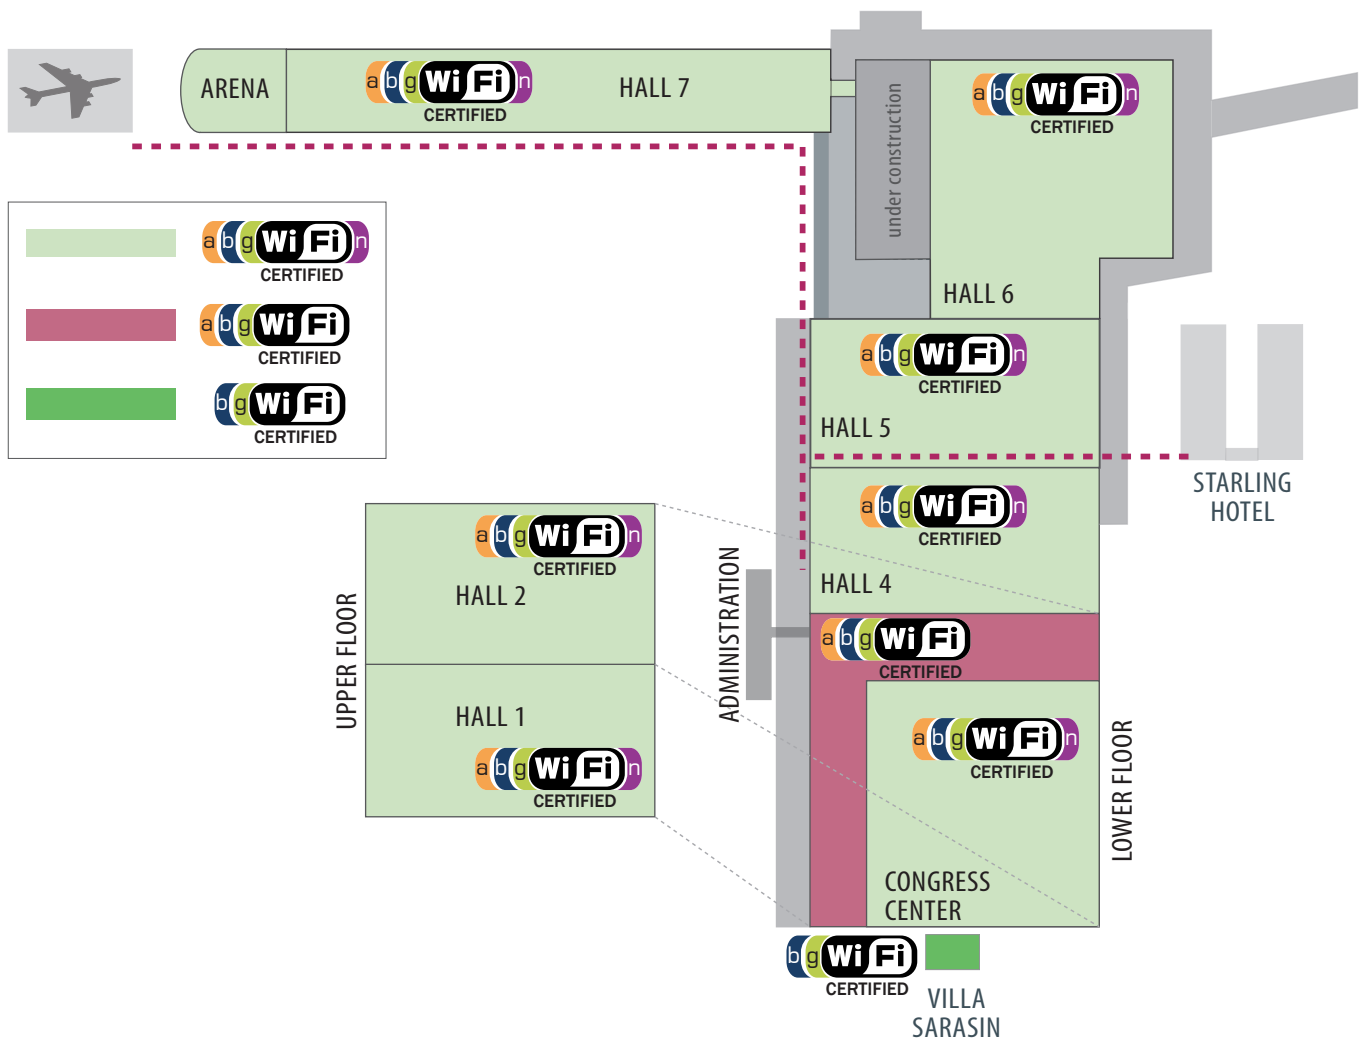 ARENA
a b g Wi Fi n
CERTIFIED
HALL 7
under construction
a b g Wi Fi n
CERTIFIED
HALL 6
a b g Wi Fi n
CERTIFIED
a b g Wi Fi
CERTIFIED
b g Wi Fi
CERTIFIED
a b g Wi Fi n
CERTIFIED
HALL 5
STARLING
HOTEL
a b g Wi Fi n
CERTIFIED
HALL 4
UPPER FLOOR
a b g Wi Fi n
CERTIFIED
HALL 2
HALL 1
a b g Wi Fi n
CERTIFIED
ADMINISTRATION
a b g Wi Fi
CERTIFIED
a b g Wi Fi n
CERTIFIED
LOWER FLOOR
CONGRESS
CENTER
b g Wi Fi
CERTIFIED
VILLA
SARASIN